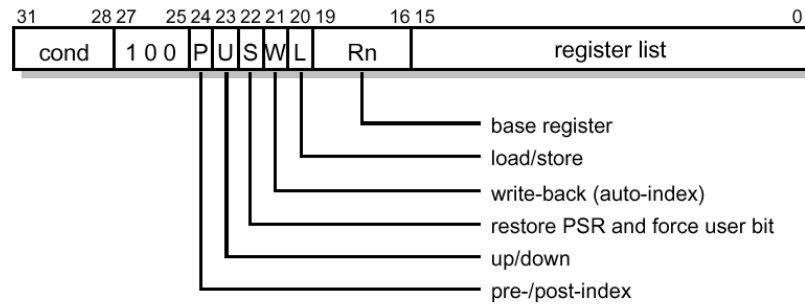 31 28 27 25 24 23 22 21 20 19 16 15 0
cond 1 0 0 P U S W L Rn register list
base register
load/store
write-back (auto-index)
restore PSR and force user bit
up/down
pre-/post-index